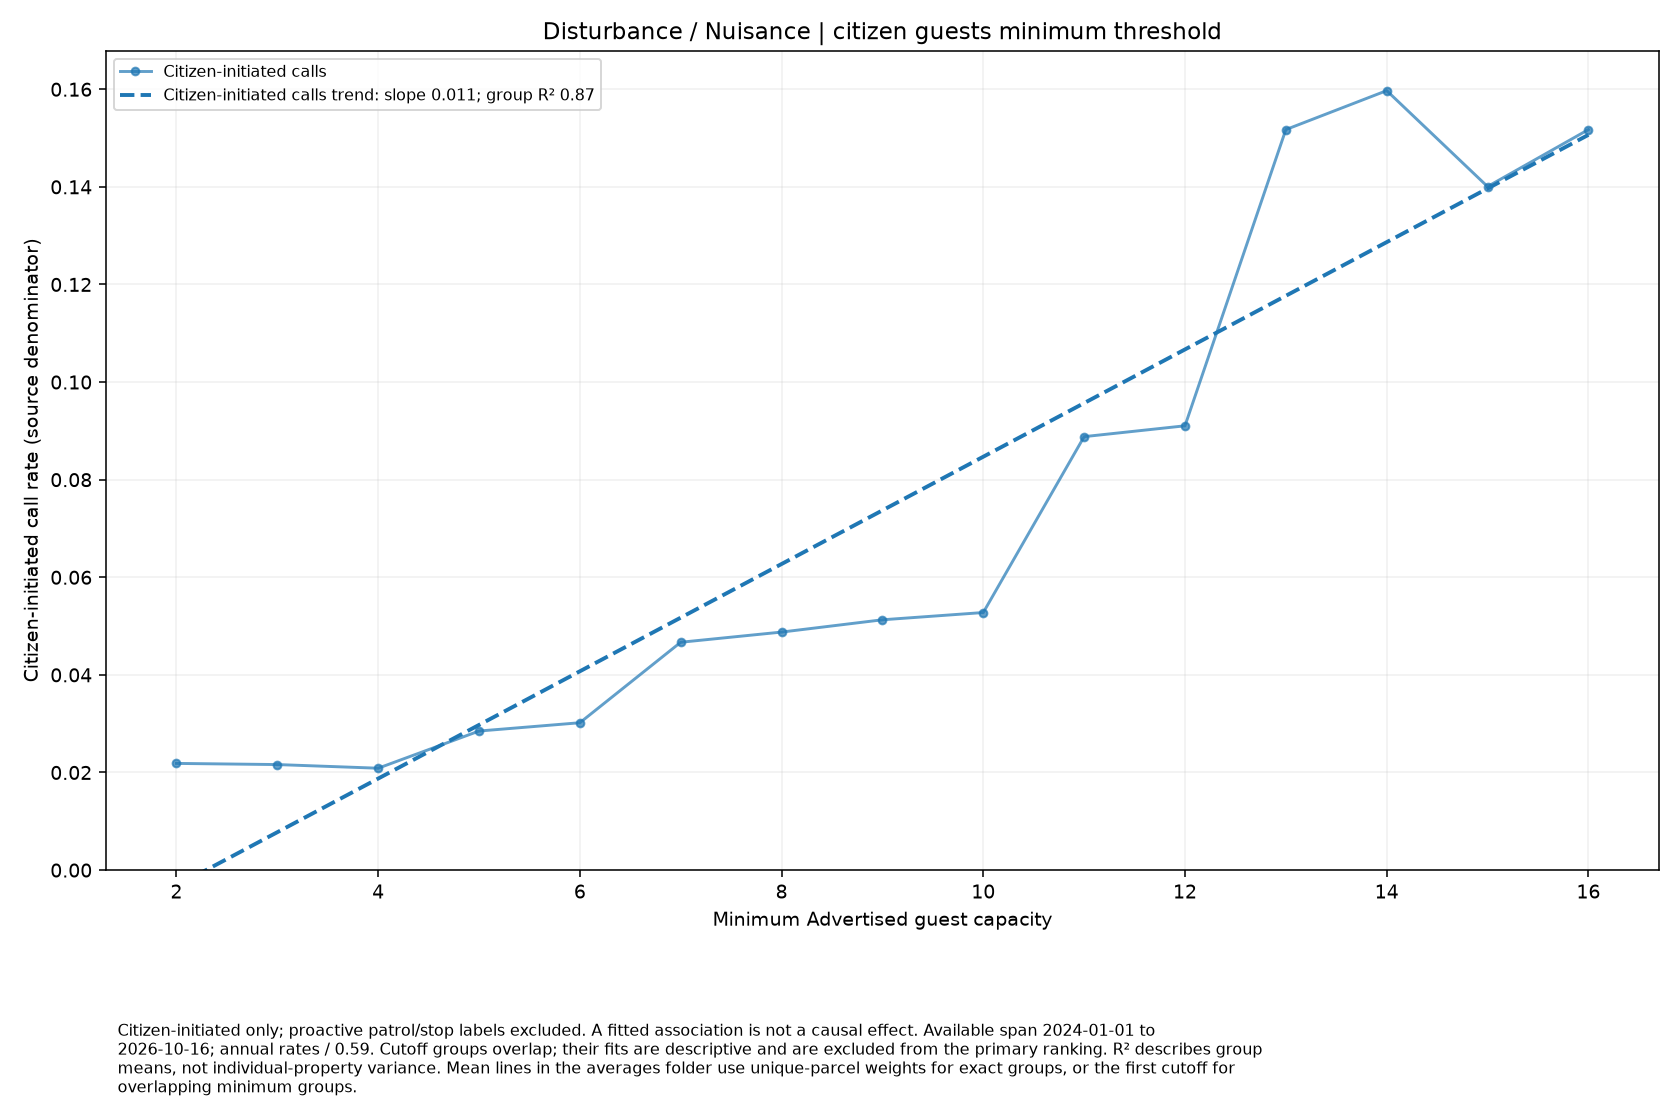 Disturbance / Nuisance | citizen guests minimum threshold
Citizen-initiated calls
Citizen-initiated calls trend: slope 0.011; group R² 0.87
Citizen-initiated call rate (source denominator)
0.16
0.14
0.12
0.10
0.08
0.06
0.04
0.02
0.00
2 4 6 8 10 12 14 16
Minimum Advertised guest capacity
Citizen-initiated only; proactive patrol/stop labels excluded. A fitted association is not a causal effect. Available span 2024-01-01 to
2026-10-16; annual rates / 0.59. Cutoff groups overlap; their fits are descriptive and are excluded from the primary ranking. R² describes group
means, not individual-property variance. Mean lines in the averages folder use unique-parcel weights for exact groups, or the first cutoff for
overlapping minimum groups.